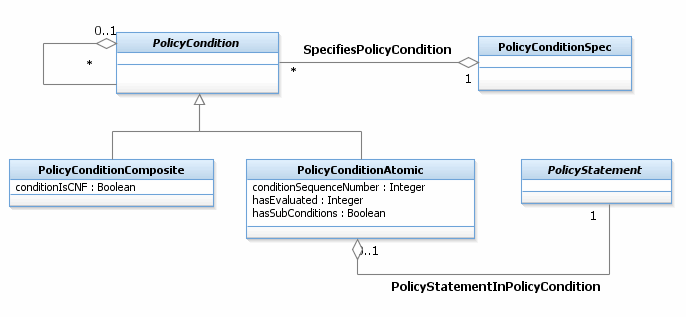 0..1
PolicyCondition
*
SpecifiesPolicyCondition
*
1
PolicyConditionSpec
PolicyConditionComposite
conditionIsCNF : Boolean
PolicyConditionAtomic
conditionSequenceNumber : Integer
hasEvaluated : Integer
hasSubConditions : Boolean
PolicyStatement
1
0..1
PolicyStatementInPolicyCondition